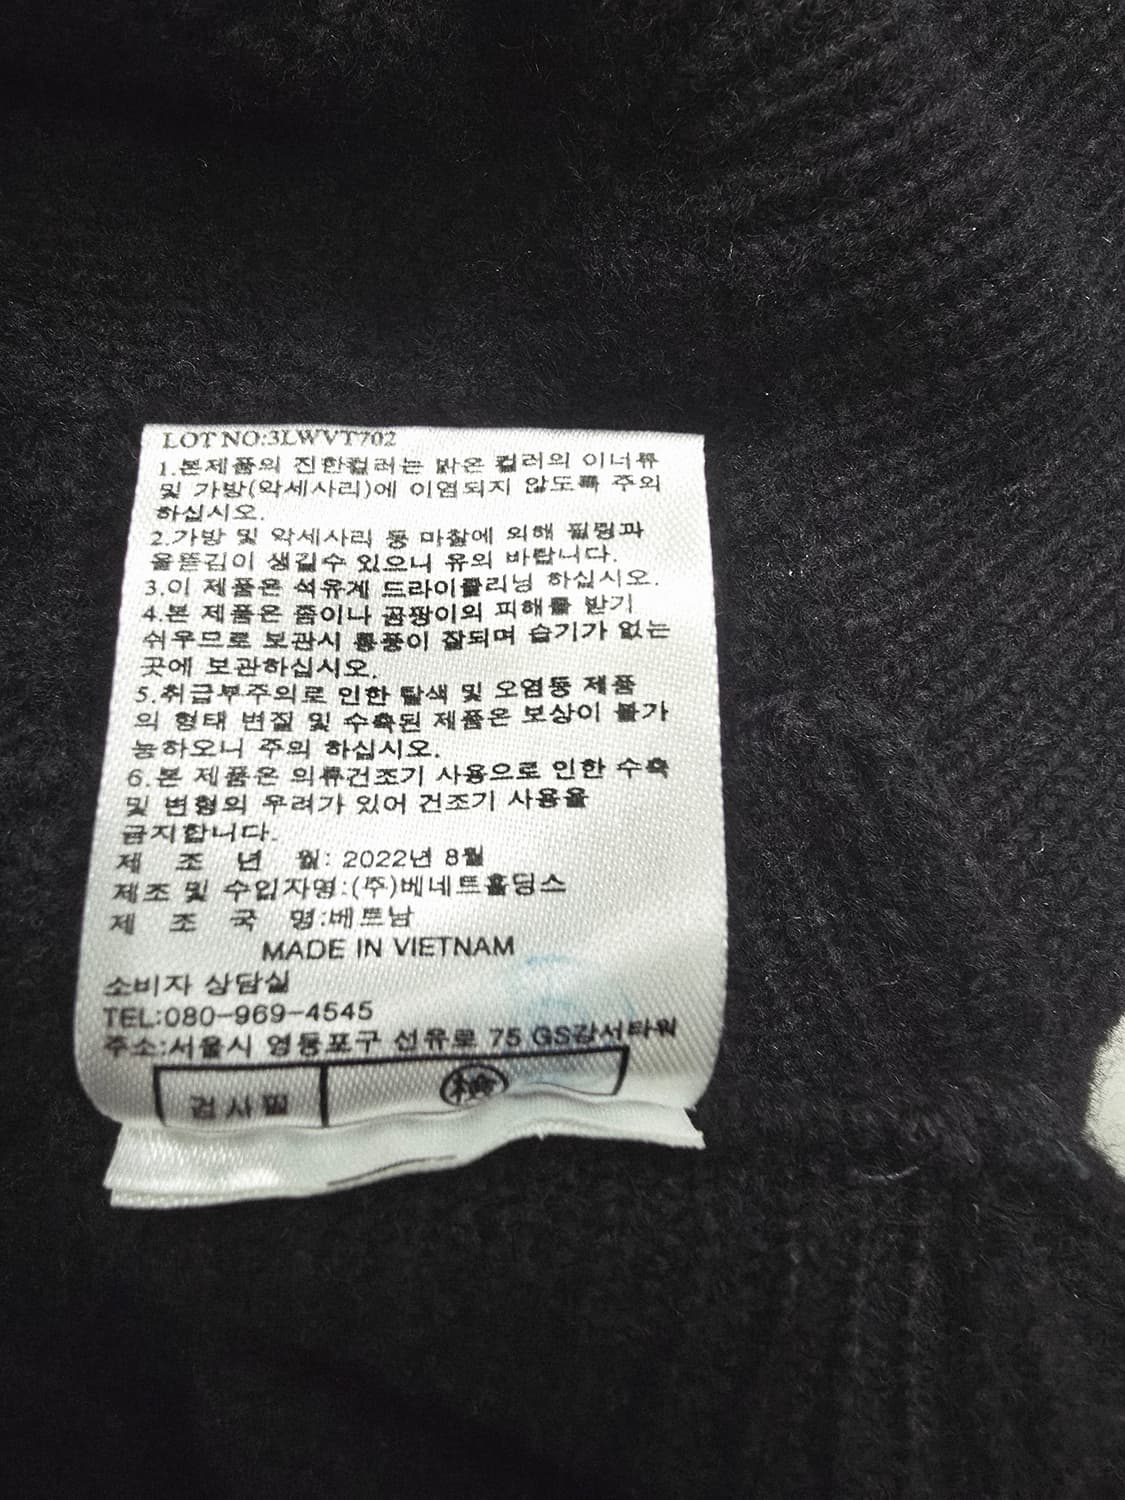 LOT NO:3LWVT702
1.본제품의 진한컬러는 밝은 컬러의 이너류
및 가방(악세사리)에 이염되지 않도록 주의
하십시오.
2.가방 및 악세사리 등 마찰에 의해 필링과
올뜯김이 생길수 있으니 유의 바랍니다.
3.이 제품은 석유계 드라이클리닝 하십시오.
4.본 제품은 좀이나 곰팡이의 피해를 받기
쉬우므로 보관시 통풍이 잘되며 습기가 없는
곳에 보관하십시오.
5.취급부주의로 인한 탈색 및 오염등 제품
의 형태 변질 및 수축된 제품은 보상이 불가
능하오니 주의 하십시오.
6.본 제품은 의류건조기 사용으로 인한 수축
및 변형의 우려가 있어 건조기 사용을
금지합니다.
제 조 년 월: 2022년 8월
제조 및 수입자명:(주)베네트홀딩스
제 조 국 명:베트남
MADE IN VIETNAM
소비자 상담실
TEL:080-969-4545
주소:서울시 영등포구 선유로 75 GS강서타워
검사필 檢